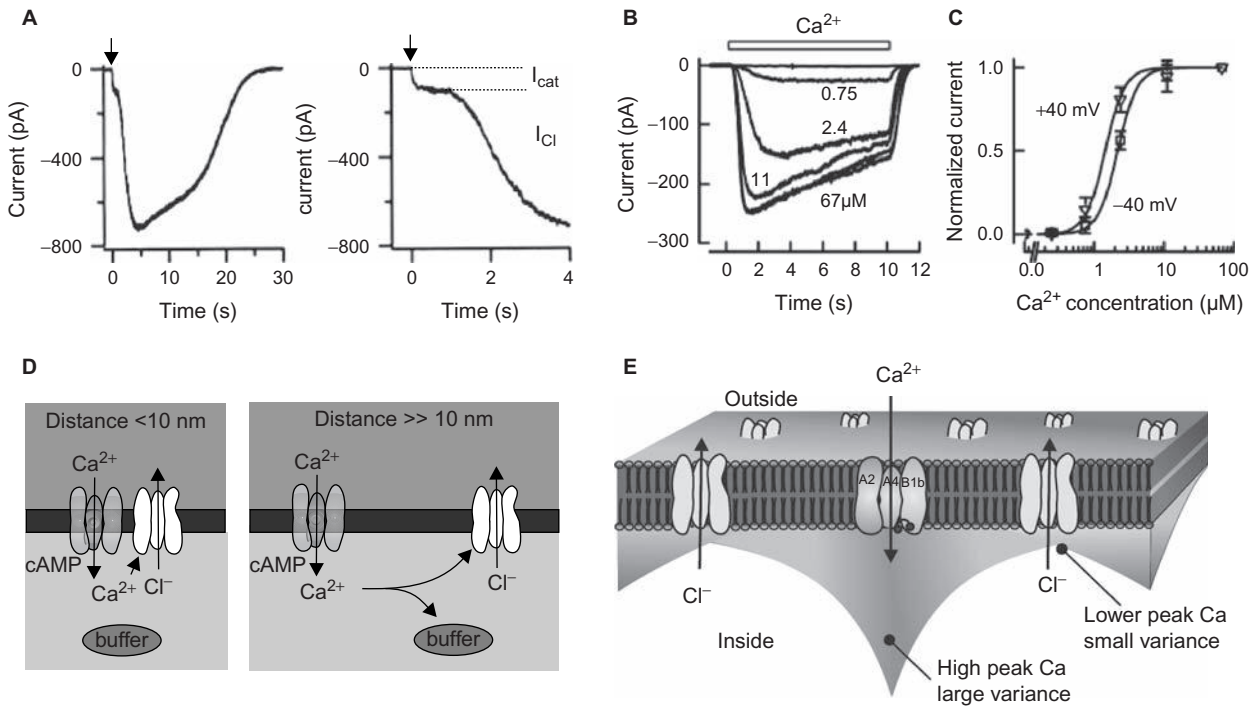 A
0
−400
−800
Current (pA)
0
10
20
30
Time (s)
0
−400
−800
current (pA)
I_cat
I_Cl
0
2
4
Time (s)
B
Ca²⁺
0
−100
−200
−300
Current (pA)
0.75
2.4
11
67µM
0
2
4
6
8
10
12
Time (s)
C
1.0
0.5
0.0
Normalized current
+40 mV
−40 mV
0.0
1
10
100
Ca²⁺ concentration (µM)
D
Distance <10 nm
Ca²⁺
cAMP
Ca²⁺
Cl⁻
buffer
Distance >> 10 nm
Ca²⁺
cAMP
Ca²⁺
Cl⁻
buffer
E
Ca²⁺
Outside
A2
A4
B1b
Cl⁻
Cl⁻
Inside
Lower peak Ca
small variance
High peak Ca
large variance